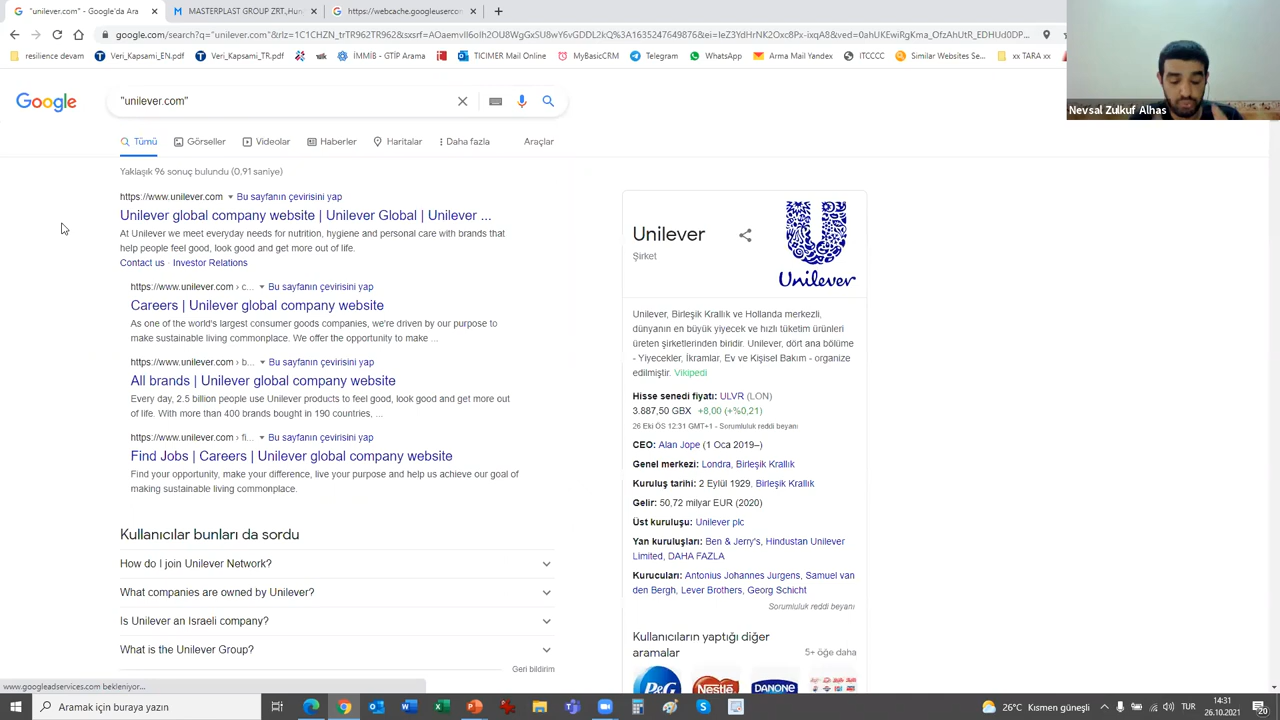 "unilever.com" - Google'da Ara
MASTERPLAST GROUP ZRT.,Hun
https://webcache.googleusercon
google.com/search?q="unilever.com"&rlz=1C1CHZN_trTR962TR962&sxsrf=
resilience devam
Veri_Kapsami_EN.pdf
Veri_Kapsami_TR.pdf
İMMİB - GTİP Arama
TICIMER Mail Online
MyBasicCRM
Telegram
WhatsApp
Arma Mail Yandex
ITCCCC
Similar Websites Se...
xx TARA xx
Nevsal Zulkuf Alhas
Google
"unilever.com"
Tümü
Görseller
Videolar
Haberler
Haritalar
Daha fazla
Araçlar
Yaklaşık 96 sonuç bulundu (0,91 saniye)
https://www.unilever.com Bu sayfanın çevirisini yap
Unilever global company website | Unilever Global | Unilever ...
At Unilever we meet everyday needs for nutrition, hygiene and personal care with brands that
help people feel good, look good and get more out of life.
Contact us · Investor Relations
https://www.unilever.com › c... Bu sayfanın çevirisini yap
Careers | Unilever global company website
As one of the world's largest consumer goods companies, we're driven by our purpose to
make sustainable living commonplace. We offer the opportunity to make ...
https://www.unilever.com › b... Bu sayfanın çevirisini yap
All brands | Unilever global company website
Every day, 2.5 billion people use Unilever products to feel good, look good and get more out
of life. With more than 400 brands bought in 190 countries, ...
https://www.unilever.com › fi... Bu sayfanın çevirisini yap
Find Jobs | Careers | Unilever global company website
Find your opportunity, make your difference, live your purpose and help us achieve our goal of
making sustainable living commonplace.
Kullanıcılar bunları da sordu
How do I join Unilever Network?
What companies are owned by Unilever?
Is Unilever an Israeli company?
What is the Unilever Group?
Geri bildirim
Unilever
Şirket
Unilever
Unilever, Birleşik Krallık ve Hollanda merkezli,
dünyanın en büyük yiyecek ve hızlı tüketim ürünleri
üreten şirketlerinden biridir. Unilever, dört ana bölüme
- Yiyecekler, İkramlar, Ev ve Kişisel Bakım - organize
edilmiştir. Vikipedi
Hisse senedi fiyatı: ULVR (LON)
3.887,50 GBX +8,00 (+%0,21)
26 Eki ÖS 12:31 GMT+1 - Sorumluluk reddi beyanı
CEO: Alan Jope (1 Oca 2019–)
Genel merkezi: Londra, Birleşik Krallık
Kuruluş tarihi: 2 Eylül 1929, Birleşik Krallık
Gelir: 50,72 milyar EUR (2020)
Üst kuruluşu: Unilever plc
Yan kuruluşları: Ben & Jerry's, Hindustan Unilever
Limited, DAHA FAZLA
Kurucuları: Antonius Johannes Jurgens, Samuel van
den Bergh, Lever Brothers, Georg Schicht
Sorumluluk reddi beyanı
Kullanıcıların yaptığı diğer
aramalar
5+ öğe daha
P&G
Nestle
DANONE
www.googleadservices.com bekleniyor...
Aramak için buraya yazın
26°C Kısmen güneşli
TUR
14:31
26.10.2021
20